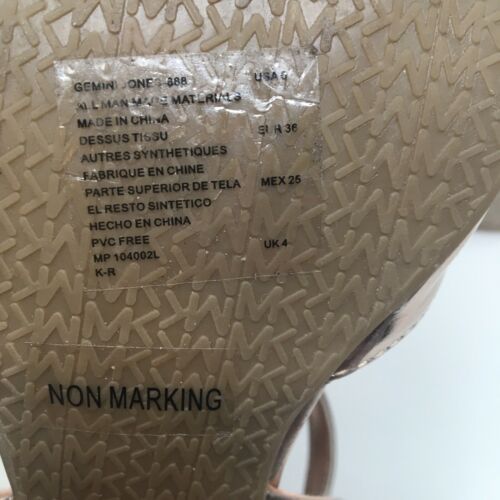 GEMINI JONES-888 USA 5
ALL MAN MADE MATERIALS
MADE IN CHINA
DESSUS TISSU EUR 36
AUTRES SYNTHETIQUES
FABRIQUE EN CHINE
PARTE SUPERIOR DE TELA MEX 25
EL RESTO SINTETICO
HECHO EN CHINA
PVC FREE UK 4
MP 104002L
K-R
NON MARKING